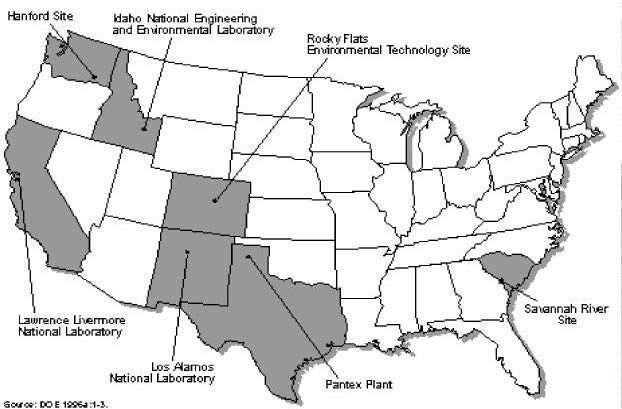 Hanford Site
Idaho National Engineering
and Environmental Laboratory
Rocky Flats
Environmental Technology Site
Lawrence Livermore
National Laboratory
Los Alamos
National Laboratory
Pantex Plant
Savannah River
Site
Source: DOE 1996a:1-3.